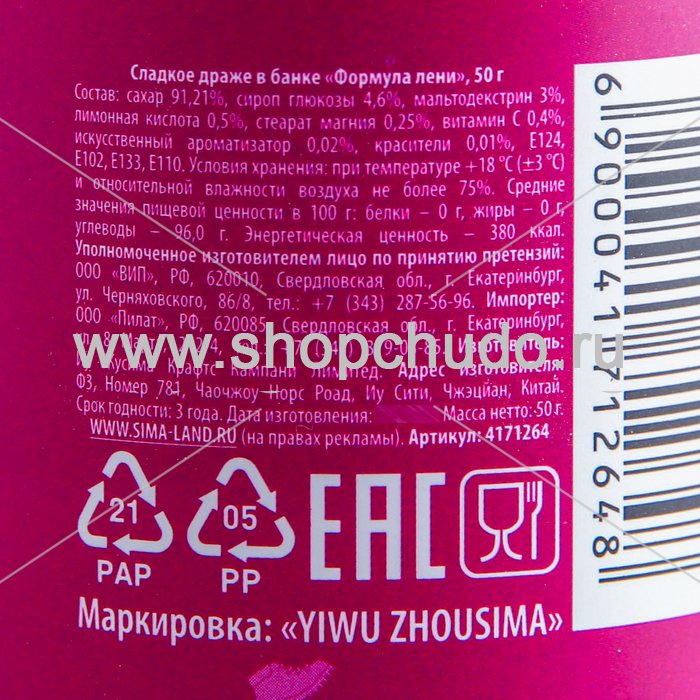 Сладкое драже в банке «Формула лени», 50 г
Состав: сахар 91,21%, сироп глюкозы 4,6%, мальтодекстрин 3%,
лимонная кислота 0,5%, стеарат магния 0,25%, витамин С 0,4%,
искусственный ароматизатор 0,02%, красители 0,01%, Е124,
Е102, Е133, Е110. Условия хранения: при температуре +18 °С (±3 °С)
и относительной влажности воздуха не более 75%. Средние
значения пищевой ценности в 100 г: белки – 0 г, жиры – 0 г,
углеводы – 96,0 г. Энергетическая ценность – 380 ккал.
Уполномоченное изготовителем лицо по принятию претензий:
ООО «ВИП», РФ, 620010, Свердловская обл., г. Екатеринбург,
ул. Черняховского, 86/8, тел.: +7 (343) 287-56-96. Импортер:
ООО «Пилат», РФ, 620085, Свердловская обл., г. Екатеринбург,
Изготовитель:
www.shopchudo.ru
Кусима Крафтс Кампани Лимитед. Адрес изготовителя:
Ф3, Номер 781, Чаочжоу Норс Роад, Иу Сити, Чжэцйан, Китай.
Срок годности: 3 года. Дата изготовления: Масса нетто: 50 г.
WWW.SIMA-LAND.RU (на правах рекламы). Артикул: 4171264
21
PAP
05
PP
EAC
Маркировка: «YIWU ZHOUSIMA»
6 900041 712648